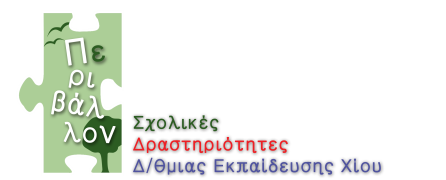 Πε
ρι
βάλ
λον
Σχολικές
Δραστηριότητες
Δ/θμιας Εκπαίδευσης Χίου